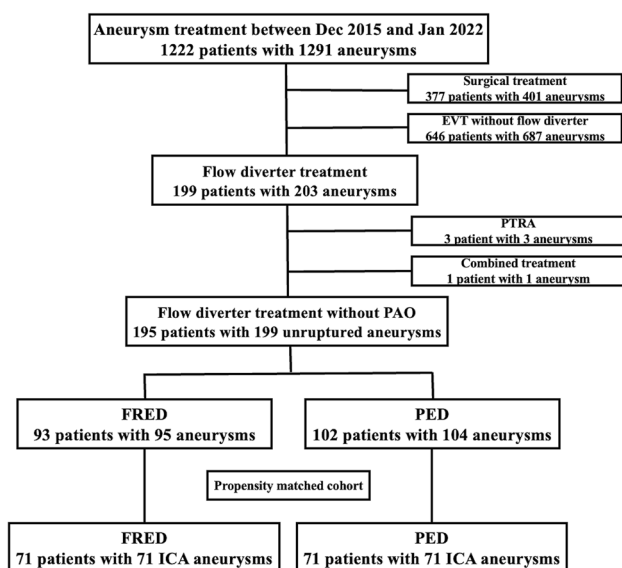 Aneurysm treatment between Dec 2015 and Jan 2022
1222 patients with 1291 aneurysms
Surgical treatment
377 patients with 401 aneurysms
EVT without flow diverter
646 patients with 687 aneurysms
Flow diverter treatment
199 patients with 203 aneurysms
PTRA
3 patient with 3 aneurysms
Combined treatment
1 patient with 1 aneurysm
Flow diverter treatment without PAO
195 patients with 199 unruptured aneurysms
FRED
93 patients with 95 aneurysms
PED
102 patients with 104 aneurysms
Propensity matched cohort
FRED
71 patients with 71 ICA aneurysms
PED
71 patients with 71 ICA aneurysms